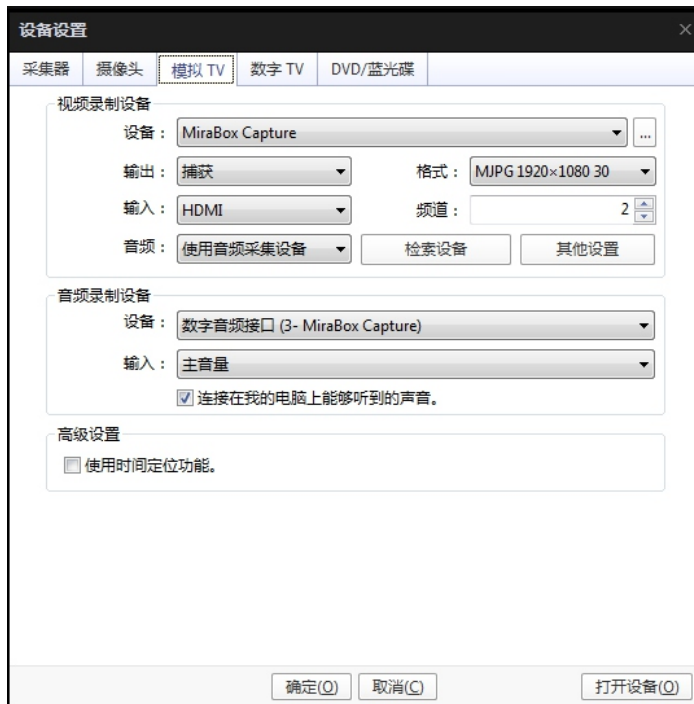 设备设置
采集器 摄像头 模拟 TV 数字 TV DVD/蓝光碟
视频录制设备
设备： MiraBox Capture ...
输出： 捕获 格式： MJPG 1920×1080 30
输入： HDMI 频道： 2
音频： 使用音频采集设备 检索设备 其他设置
音频录制设备
设备： 数字音频接口 (3- MiraBox Capture)
输入： 主音量
连接在我的电脑上能够听到的声音。
高级设置
使用时间定位功能。
确定(O) 取消(C) 打开设备(O)